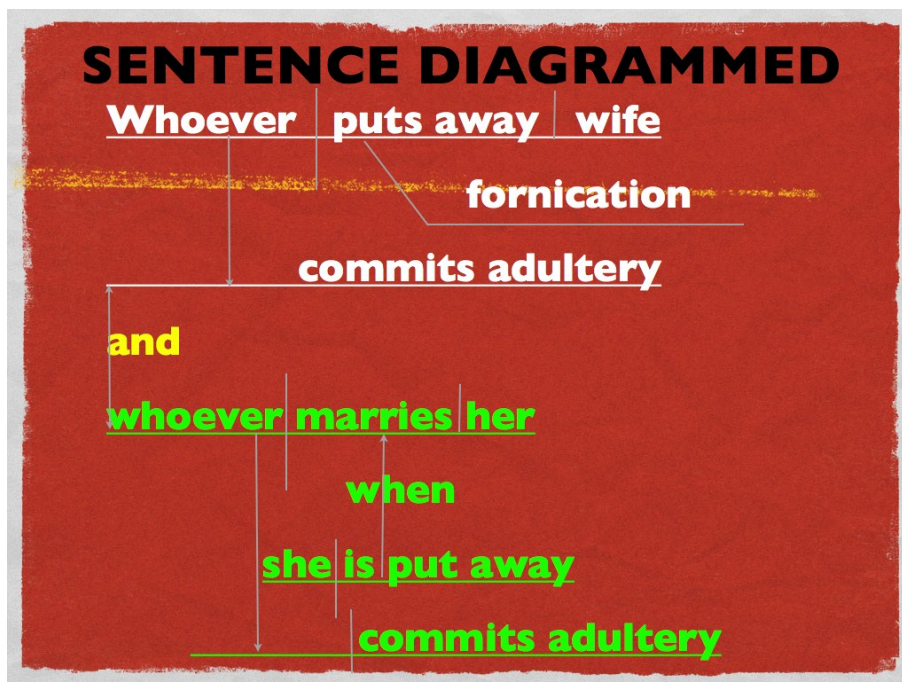 SENTENCE DIAGRAMMED
Whoever puts away wife
fornication
commits adultery
and
whoever marries her
when
she is put away
commits adultery